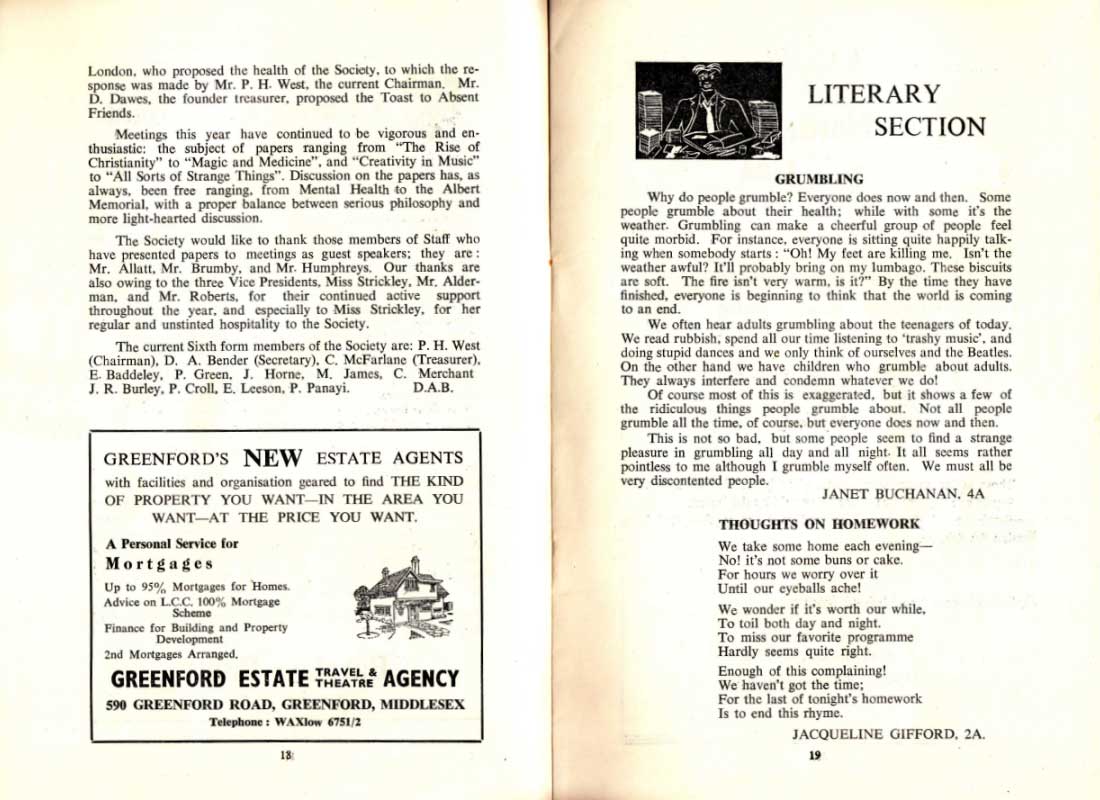 London, who proposed the health of the Society, to which the re-
sponse was made by Mr. P. H. West, the current Chairman. Mr.
D. Dawes, the founder treasurer, proposed the Toast to Absent
Friends.
Meetings this year have continued to be vigorous and en-
thusiastic: the subject of papers ranging from “The Rise of
Christianity” to “Magic and Medicine”, and “Creativity in Music”
to “All Sorts of Strange Things”. Discussion on the papers has, as
always, been free ranging, from Mental Health to the Albert
Memorial, with a proper balance between serious philosophy and
more light-hearted discussion.
The Society would like to thank those members of Staff who
have presented papers to meetings as guest speakers; they are :
Mr. Allatt, Mr. Brumby, and Mr. Humphreys. Our thanks are
also owing to the three Vice Presidents, Miss Strickley, Mr. Alder-
man, and Mr. Roberts, for their continued active support
throughout the year, and especially to Miss Strickley, for her
regular and unstinted hospitality to the Society.
The current Sixth form members of the Society are: P. H. West
(Chairman), D. A. Bender (Secretary), C. McFarlane (Treasurer),
E. Baddeley, P. Green, J. Horne, M. James, C. Merchant
J. R. Burley, P. Croll, E. Leeson, P. Panayi. D.A.B.
GREENFORD'S NEW ESTATE AGENTS
with facilities and organisation geared to find THE KIND
OF PROPERTY YOU WANT—IN THE AREA YOU
WANT—AT THE PRICE YOU WANT.
A Personal Service for
Mortgages
Up to 95% Mortgages for Homes.
Advice on L.C.C. 100% Mortgage
Scheme
Finance for Building and Property
Development
2nd Mortgages Arranged.
GREENFORD ESTATE TRAVEL & THEATRE AGENCY
590 GREENFORD ROAD, GREENFORD, MIDDLESEX
Telephone : WAXlow 6751/2
18
LITERARY
SECTION
GRUMBLING
Why do people grumble? Everyone does now and then. Some
people grumble about their health; while with some it's the
weather. Grumbling can make a cheerful group of people feel
quite morbid. For instance, everyone is sitting quite happily talk-
ing when somebody starts : “Oh! My feet are killing me. Isn't the
weather awful? It'll probably bring on my lumbago. These biscuits
are soft. The fire isn't very warm, is it?” By the time they have
finished, everyone is beginning to think that the world is coming
to an end.
We often hear adults grumbling about the teenagers of today.
We read rubbish, spend all our time listening to ‘trashy music’, and
doing stupid dances and we only think of ourselves and the Beatles.
On the other hand we have children who grumble about adults.
They always interfere and condemn whatever we do!
Of course most of this is exaggerated, but it shows a few of
the ridiculous things people grumble about. Not all people
grumble all the time, of course, but everyone does now and then.
This is not so bad, but some people seem to find a strange
pleasure in grumbling all day and all night. It all seems rather
pointless to me although I grumble myself often. We must all be
very discontented people.
JANET BUCHANAN, 4A
THOUGHTS ON HOMEWORK
We take some home each evening—
No! it's not some buns or cake.
For hours we worry over it
Until our eyeballs ache!
We wonder if it's worth our while,
To toil both day and night.
To miss our favorite programme
Hardly seems quite right.
Enough of this complaining!
We haven't got the time;
For the last of tonight's homework
Is to end this rhyme.
JACQUELINE GIFFORD, 2A.
19